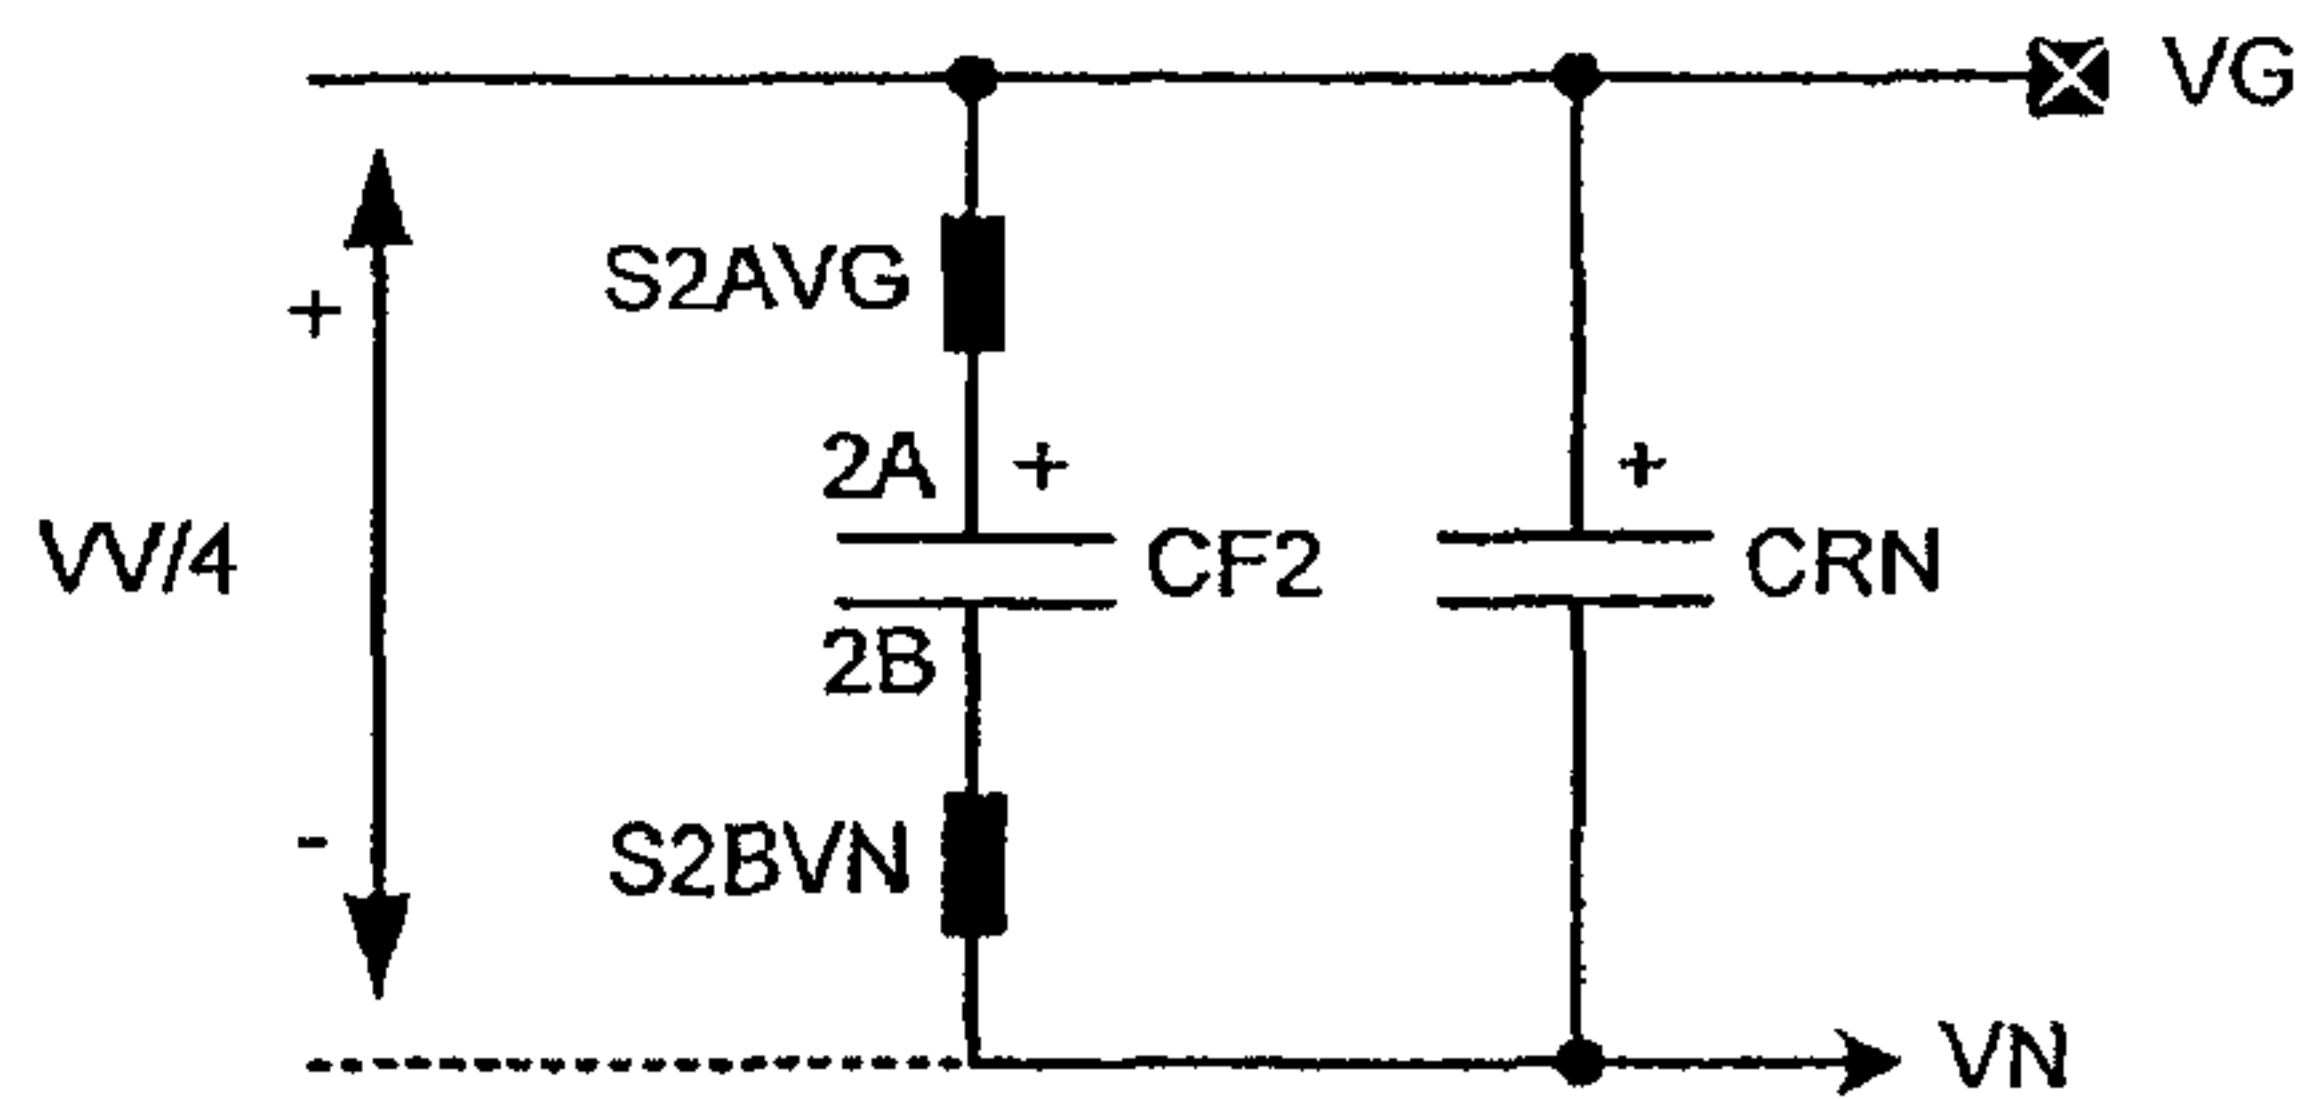 VG
S2AVG
+
2A +
+
VV/4
CF2
CRN
2B
-
S2BVN
VN